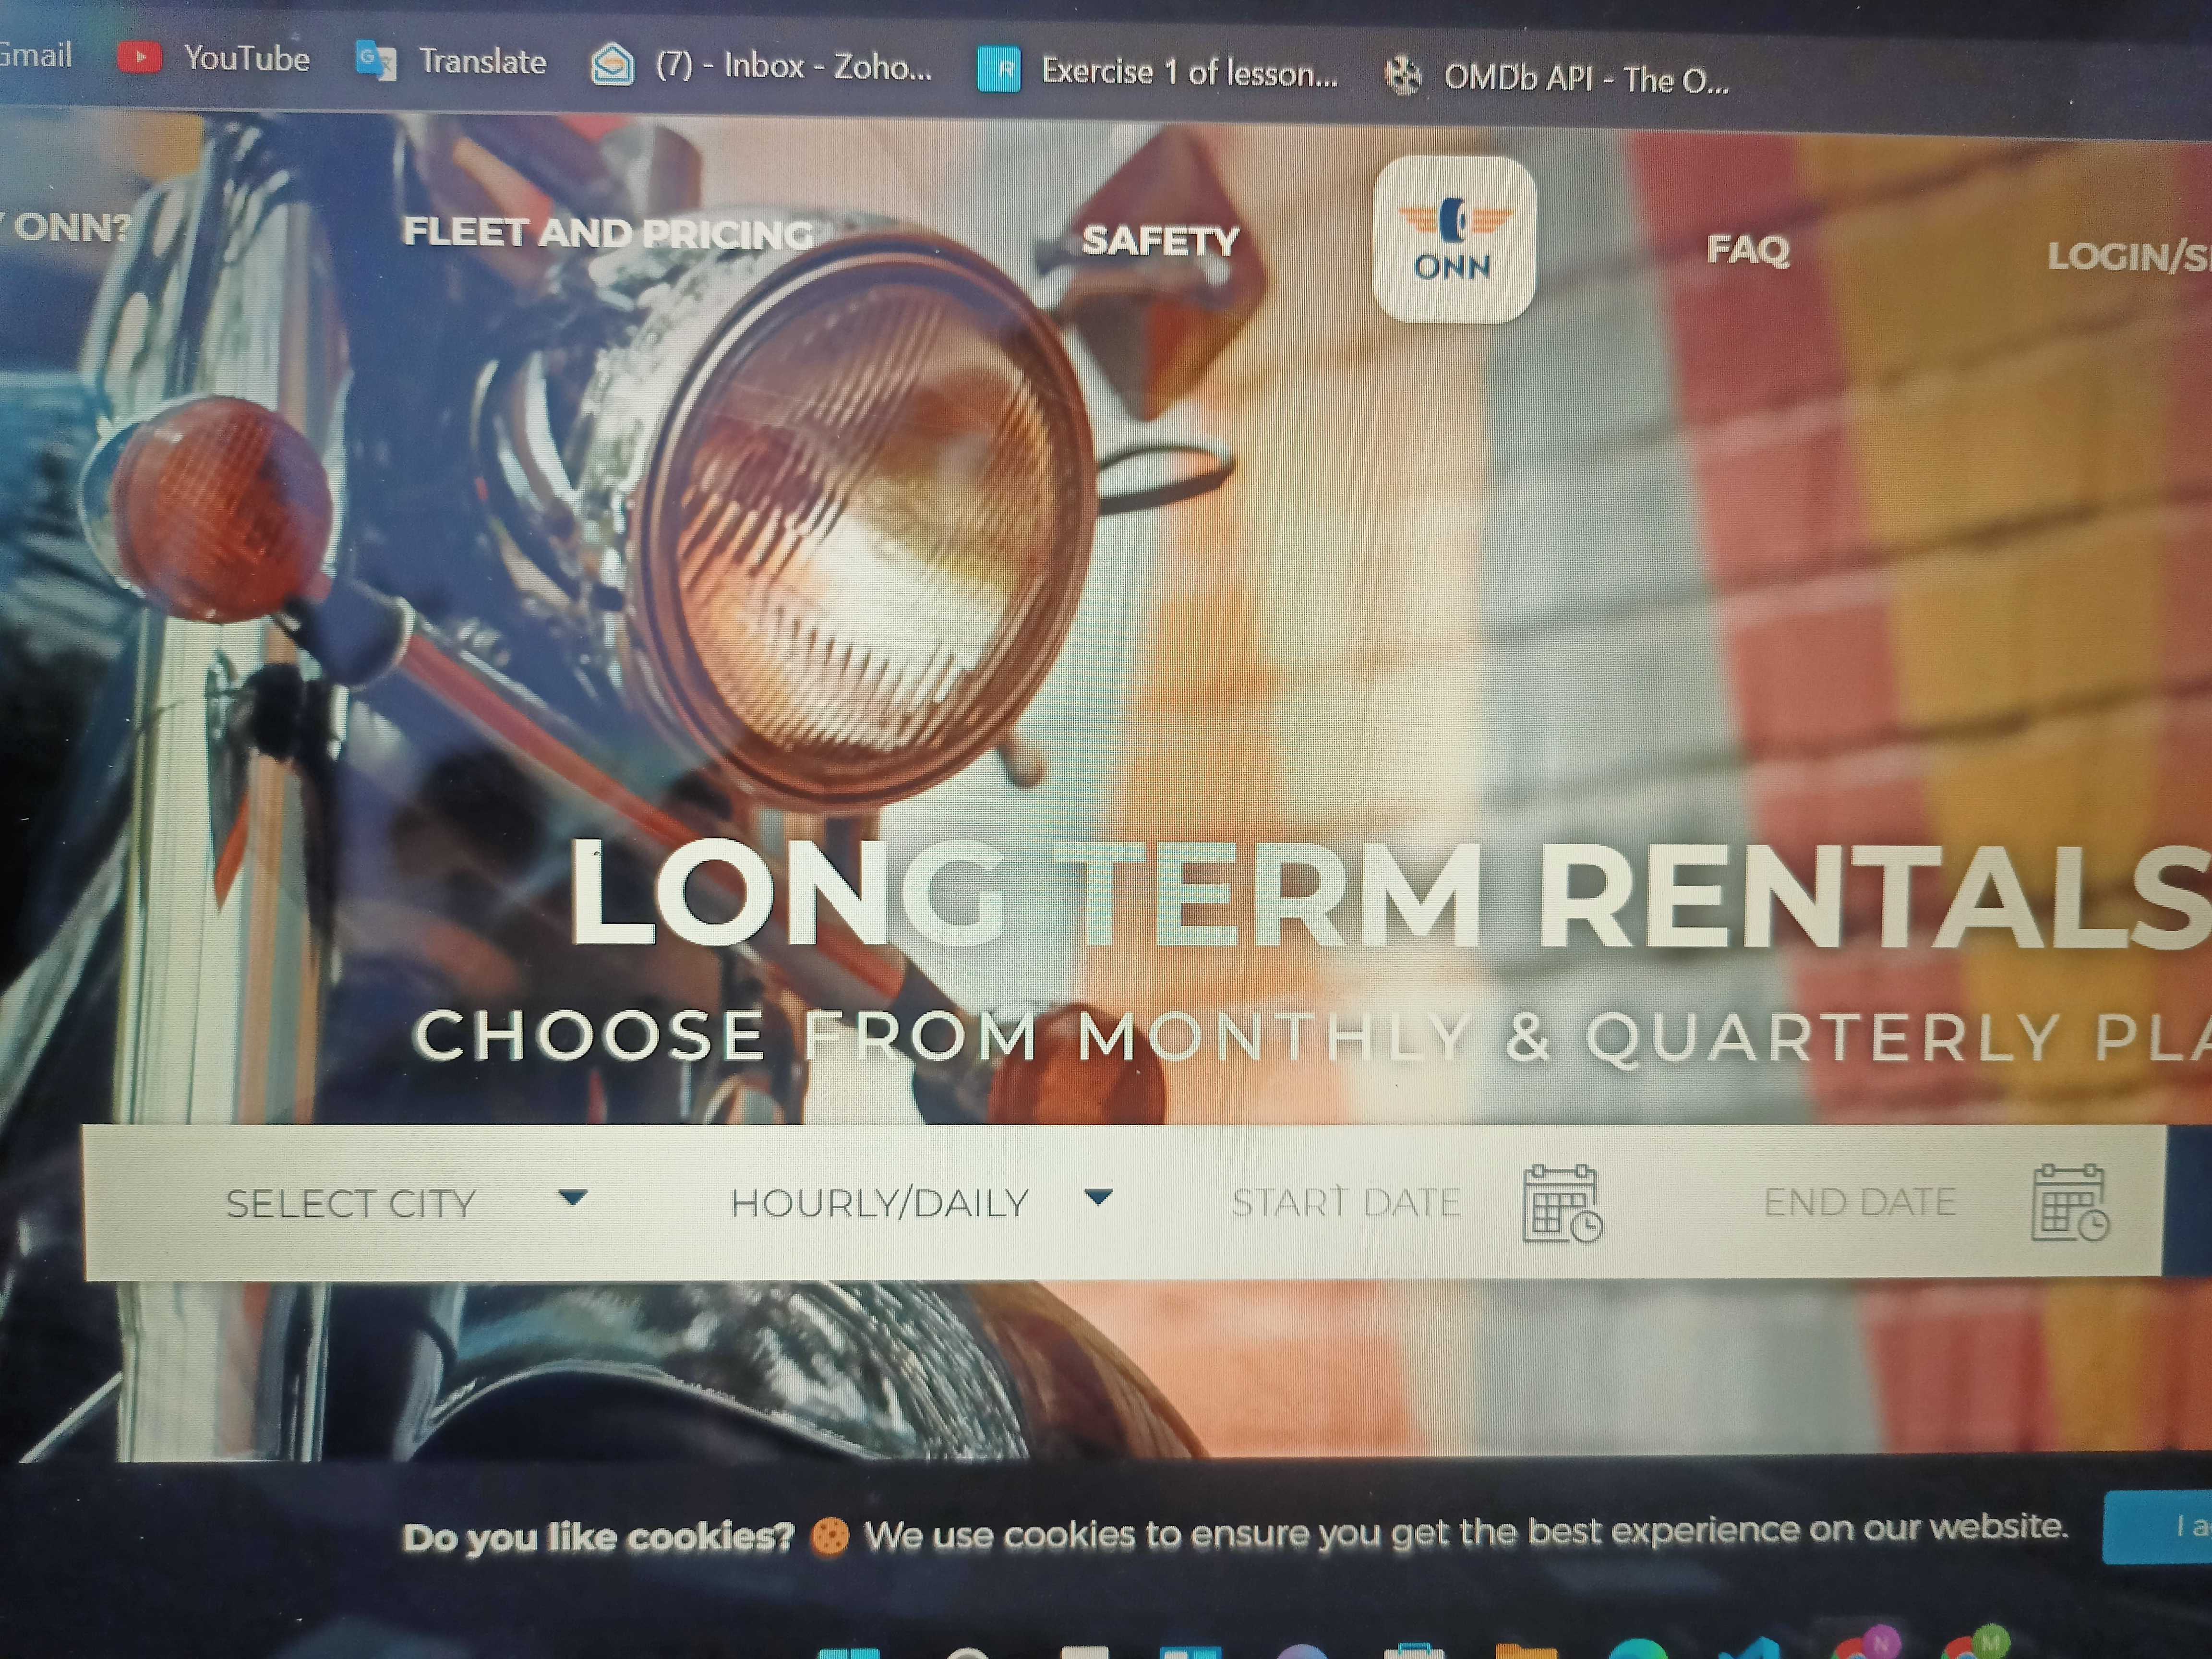 Gmail YouTube Translate (7) - Inbox - Zoho... Exercise 1 of lesson... OMDb API - The O...
ONN? FLEET AND PRICING SAFETY ONN FAQ LOGIN/S
LONG TERM RENTALS
CHOOSE FROM MONTHLY & QUARTERLY PLA
SELECT CITY HOURLY/DAILY START DATE END DATE
Do you like cookies? We use cookies to ensure you get the best experience on our website. I a
N M